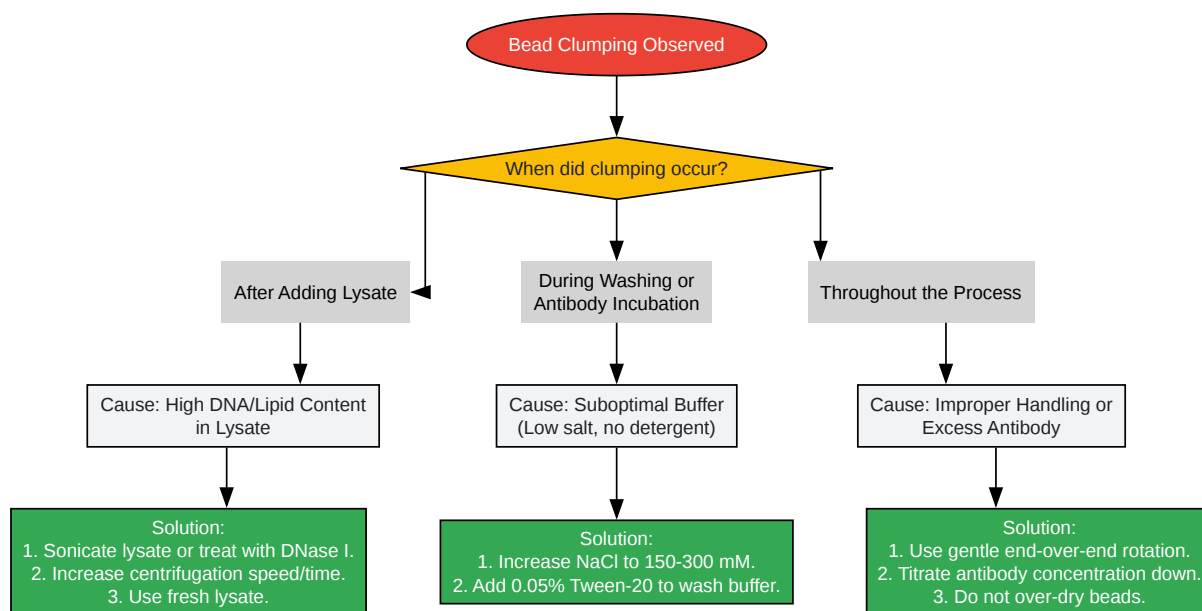 Bead Clumping Observed
When did clumping occur?
After Adding Lysate
During Washing or
Antibody Incubation
Throughout the Process
Cause: High DNA/Lipid Content
in Lysate
Cause: Suboptimal Buffer
(Low salt, no detergent)
Cause: Improper Handling or
Excess Antibody
Solution:
1. Sonicate lysate or treat with DNase I.
2. Increase centrifugation speed/time.
3. Use fresh lysate.
Solution:
1. Increase NaCl to 150-300 mM.
2. Add 0.05% Tween-20 to wash buffer.
Solution:
1. Use gentle end-over-end rotation.
2. Titrate antibody concentration down.
3. Do not over-dry beads.